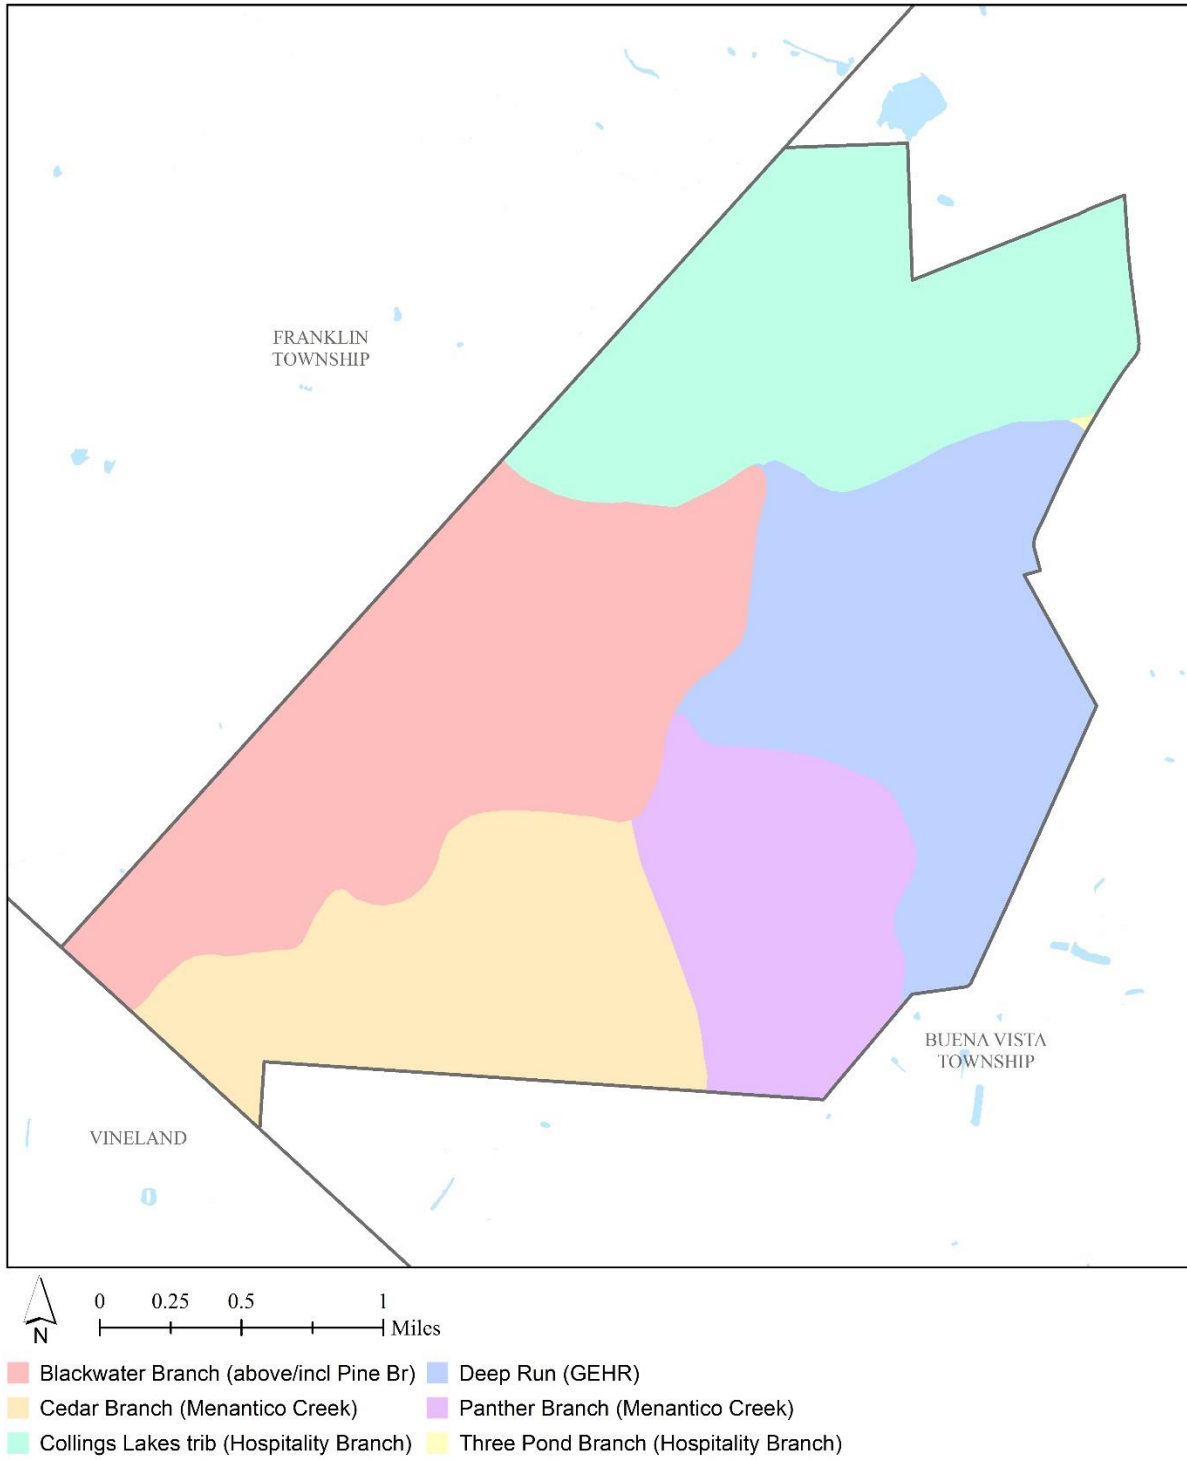 FRANKLIN
TOWNSHIP
BUENA VISTA
TOWNSHIP
VINELAND
N
0 0.25 0.5 1
Miles
Blackwater Branch (above/incl Pine Br)
Deep Run (GEHR)
Cedar Branch (Menantico Creek)
Panther Branch (Menantico Creek)
Collings Lakes trib (Hospitality Branch)
Three Pond Branch (Hospitality Branch)